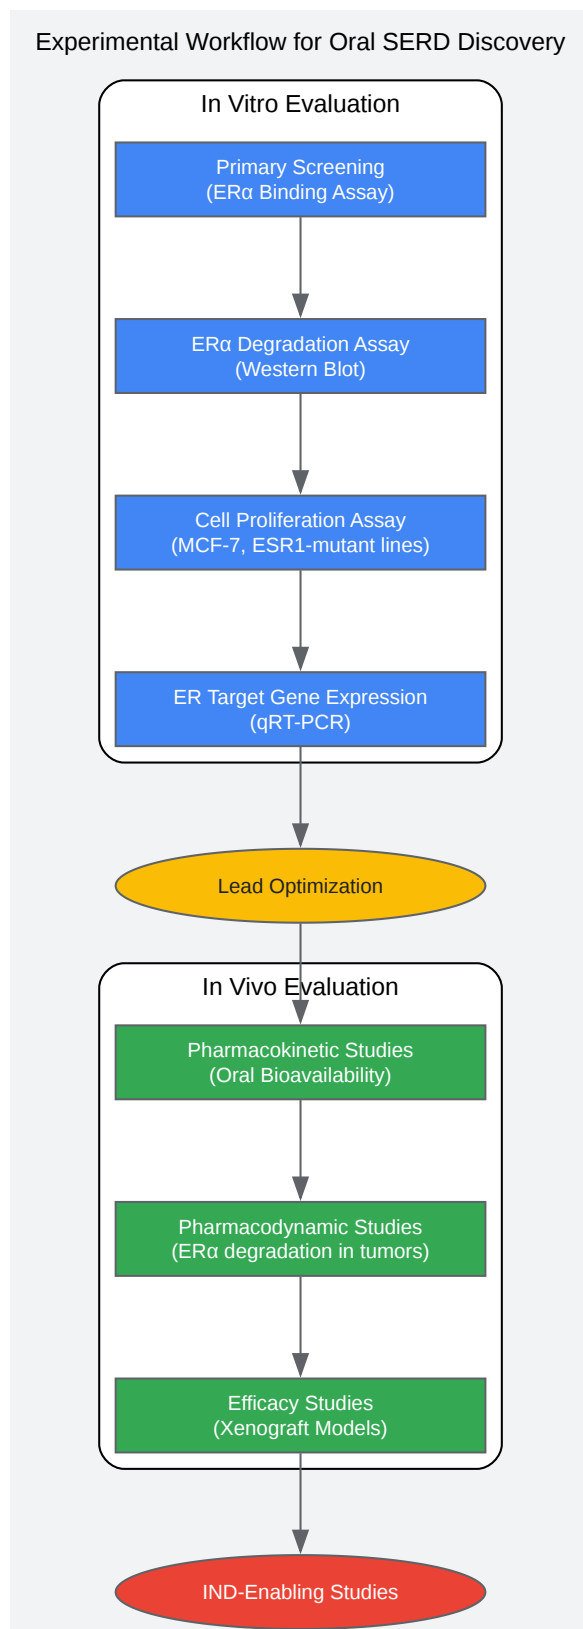 Experimental Workflow for Oral SERD Discovery
In Vitro Evaluation
Primary Screening
(ERα Binding Assay)
ERα Degradation Assay
(Western Blot)
Cell Proliferation Assay
(MCF-7, ESR1-mutant lines)
ER Target Gene Expression
(qRT-PCR)
Lead Optimization
In Vivo Evaluation
Pharmacokinetic Studies
(Oral Bioavailability)
Pharmacodynamic Studies
(ERα degradation in tumors)
Efficacy Studies
(Xenograft Models)
IND-Enabling Studies